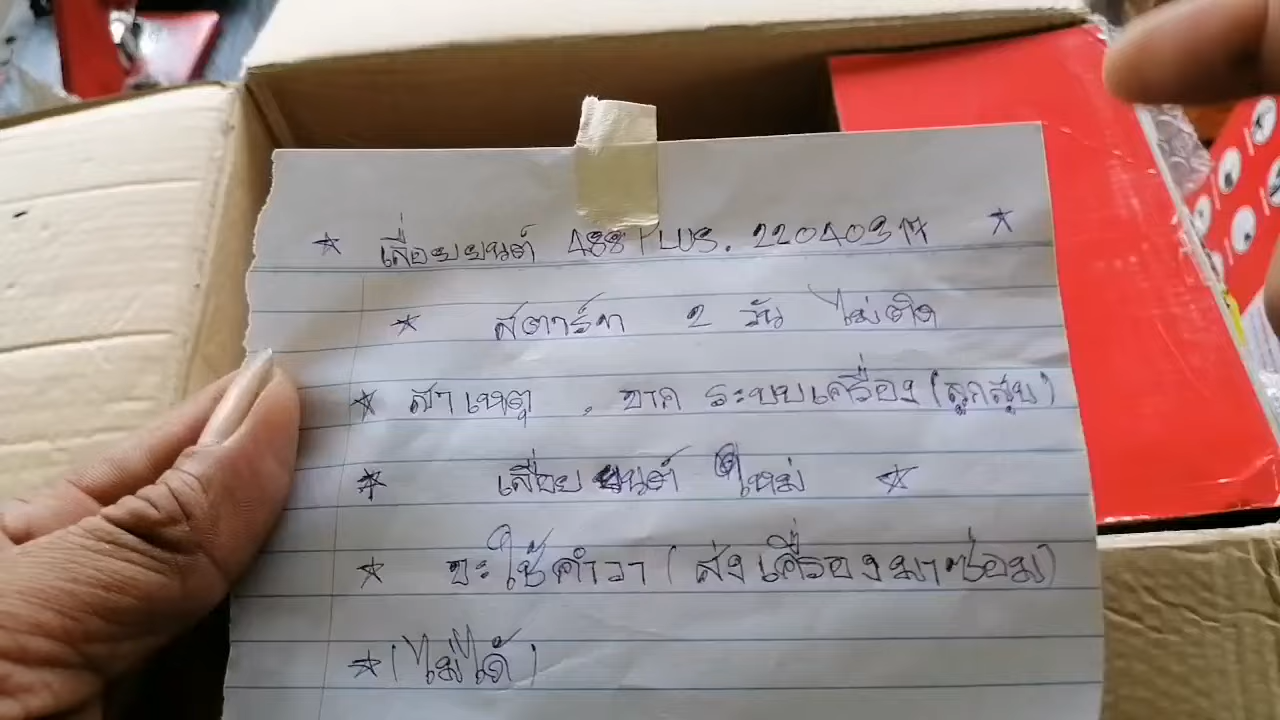 ☆ เลื่อยยนต์ 488 PLUS. 22040317 ☆
☆ สตาร์ท 2 วัน ไม่ติด
☆ สาเหตุ . จาก ระบบเครื่อง (ลูกสูบ)
☆ เลื่อย ยนต์ ใหม่ ☆
☆ จะใช้คำวา (ส่งเครื่องมาซ่อม)
☆ (ไม่ได้)